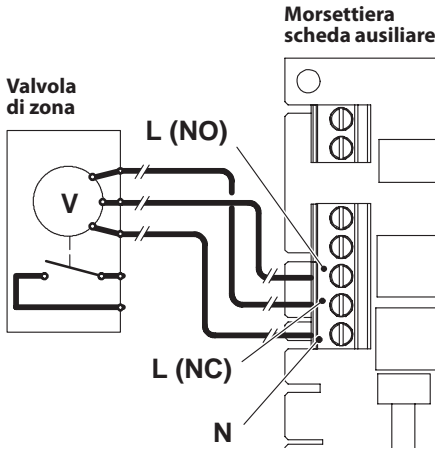 Morsettiera
scheda ausiliare
Valvola
di zona
L (NO)
V
L (NC)
N